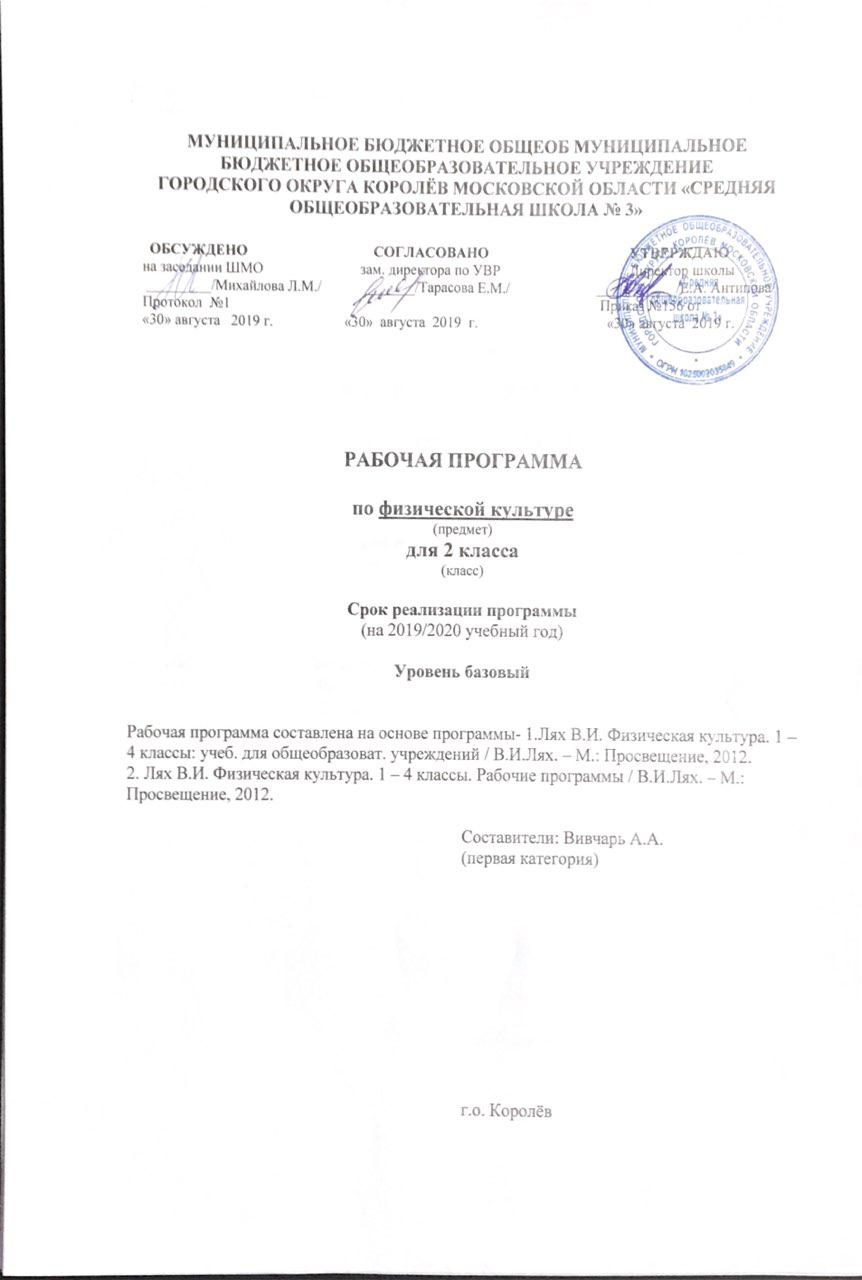 МУНИЦИПАЛЬНОЕ БЮДЖЕТНОЕ ОБЩЕОБ МУНИЦИПАЛЬНОЕ
БЮДЖЕТНОЕ ОБЩЕОБРАЗОВАТЕЛЬНОЕ УЧРЕЖДЕНИЕ
ГОРОДСКОГО ОКРУГА КОРОЛЁВ МОСКОВСКОЙ ОБЛАСТИ «СРЕДНЯЯ
ОБЩЕОБРАЗОВАТЕЛЬНАЯ ШКОЛА № 3»
ОБСУЖДЕНО
на заседании ШМО
/Михайлова Л.М./
Протокол №1
«30» августа 2019 г.
СОГЛАСОВАНО
зам. директора по УВР
/Тарасова Е.М./
«30» августа 2019 г.
УТВЕРЖДАЮ
Директор школы
Е.А. Антипова
Приказ №136 от
«30» августа 2019 г.
РАБОЧАЯ ПРОГРАММА
по физической культуре
(предмет)
для 2 класса
(класс)
Срок реализации программы
(на 2019/2020 учебный год)
Уровень базовый
Рабочая программа составлена на основе программы- 1.Лях В.И. Физическая культура. 1 –
4 классы: учеб. для общеобразоват. учреждений / В.И.Лях. – М.: Просвещение, 2012.
2. Лях В.И. Физическая культура. 1 – 4 классы. Рабочие программы / В.И.Лях. – М.:
Просвещение, 2012.
Составители: Вивчарь А.А.
(первая категория)
г.о. Королёв